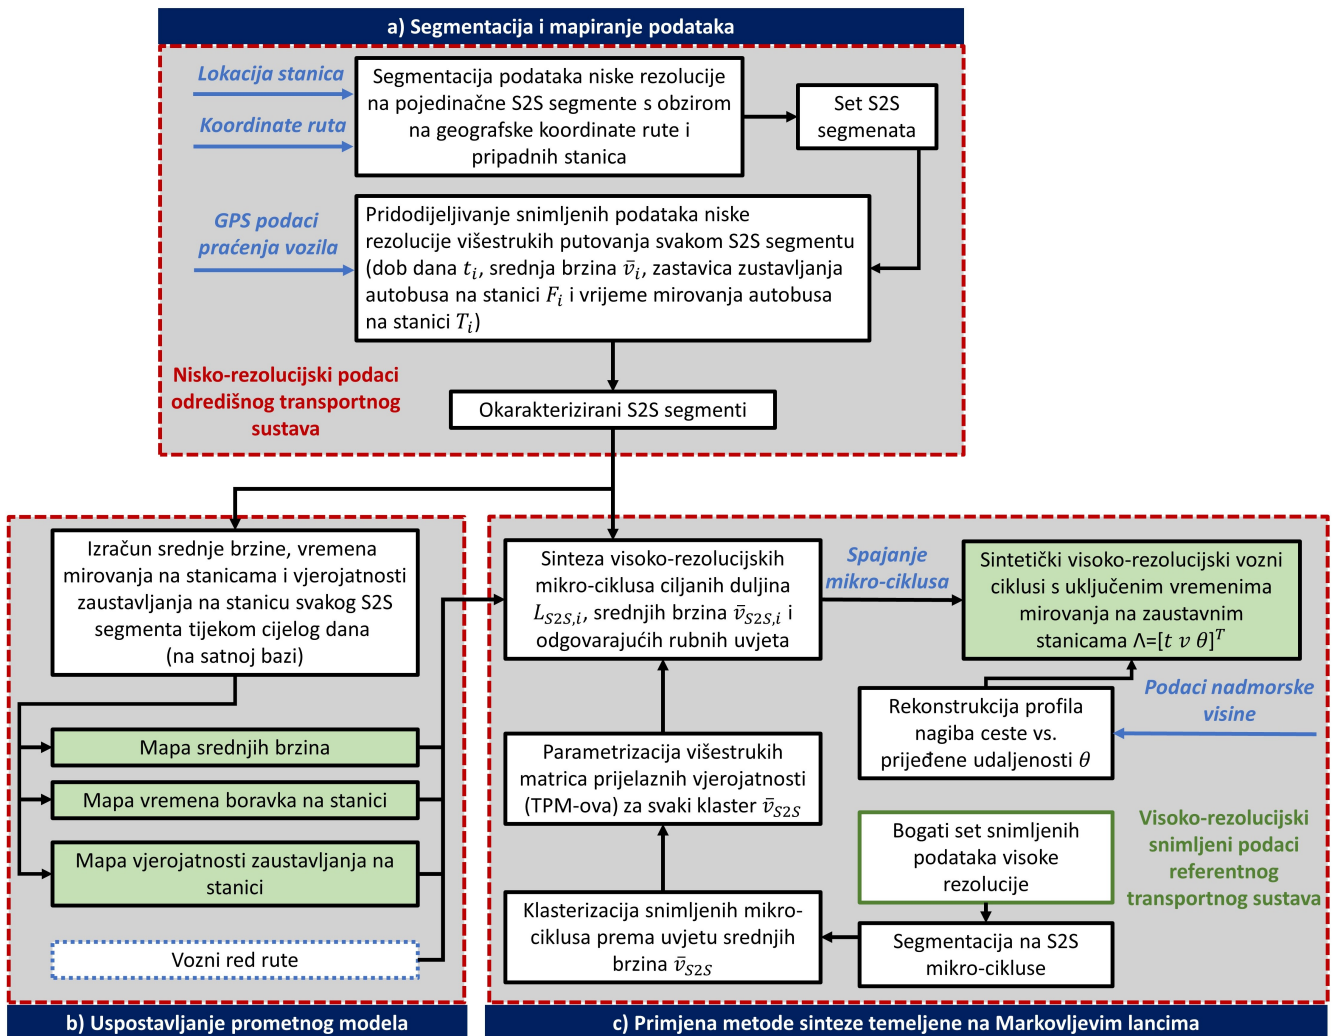 a) Segmentacija i mapiranje podataka
Lokacija stanica
Koordinate ruta
Segmentacija podataka niske rezolucije
na pojedinačne S2S segmente s obzirom
na geografske koordinate rute i
pripadnih stanica
Set S2S
segmenata
GPS podaci
praćenja vozila
Pridodijeljivanje snimljenih podataka niske
rezolucije višestrukih putovanja svakom S2S segmentu
(dob dana t_i, srednja brzina v̄_i, zastavica zustavljanja
autobusa na stanici F_i i vrijeme mirovanja autobusa
na stanici T_i)
Nisko-rezolucijski podaci
odredišnog transportnog
sustava
Okarakterizirani S2S segmenti
Izračun srednje brzine, vremena
mirovanja na stanicama i vjerojatnosti
zaustavljanja na stanicu svakog S2S
segmenta tijekom cijelog dana
(na satnoj bazi)
Mapa srednjih brzina
Mapa vremena boravka na stanici
Mapa vjerojatnosti zaustavljanja na
stanici
Vozni red rute
b) Uspostavljanje prometnog modela
Sinteza visoko-rezolucijskih
mikro-ciklusa ciljanih duljina
L_{S2S,i}, srednjih brzina v̄_{S2S,i} i
odgovarajućih rubnih uvjeta
Spajanje
mikro-ciklusa
Sintetički visoko-rezolucijski vozni
ciklusi s uključenim vremenima
mirovanja na zaustavnim
stanicama Λ=[t v θ]^T
Rekonstrukcija profila
nagiba ceste vs.
prijeđene udaljenosti θ
Podaci nadmorske
visine
Parametrizacija višestrukih
matrica prijelaznih vjerojatnosti
(TPM-ova) za svaki klaster v̄_{S2S}
Bogati set snimljenih
podataka visoke
rezolucije
Visoko-rezolucijski
snimljeni podaci
referentnog
transportnog sustava
Klasterizacija snimljenih mikro-
ciklusa prema uvjetu srednjih
brzina v̄_{S2S}
Segmentacija na S2S
mikro-cikluse
c) Primjena metode sinteze temeljene na Markovljevim lancima